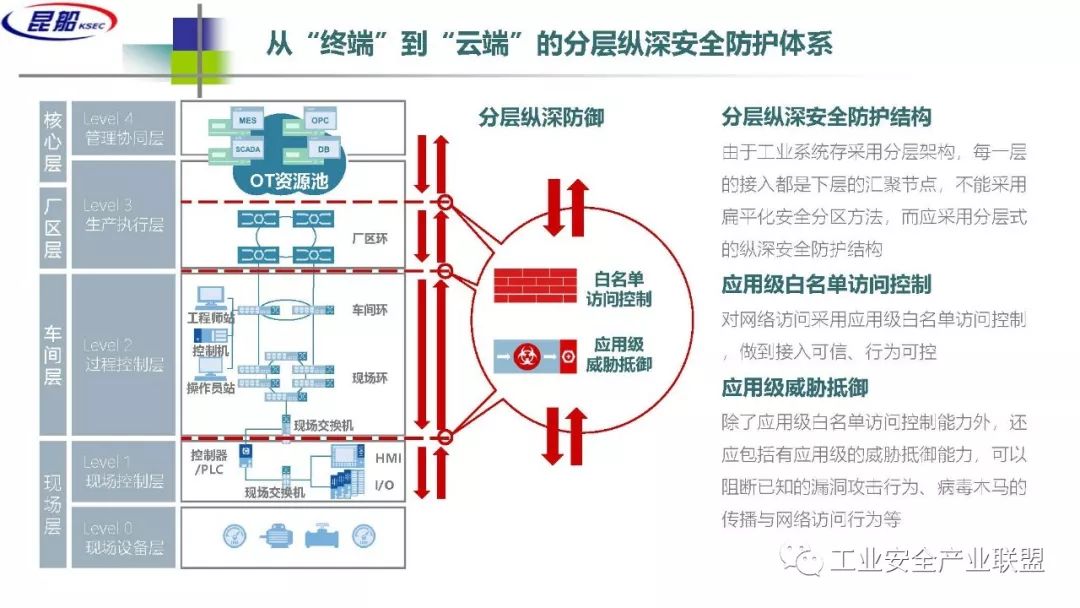 昆船 KSEC
从“终端”到“云端”的分层纵深安全防护体系
核心层
Level 4
管理协同层
厂区层
Level 3
生产执行层
车间层
Level 2
过程控制层
现场层
Level 1
现场控制层
Level 0
现场设备层
MES
OPC
SCADA
DB
OT资源池
厂区环
工程师站
车间环
控制机
操作员站
现场环
现场交换机
控制器
/PLC
HMI
I/O
现场交换机
分层纵深防御
白名单
访问控制
应用级
威胁抵御
分层纵深安全防护结构
由于工业系统存采用分层架构，每一层
的接入都是下层的汇聚节点，不能采用
扁平化安全分区方法，而应采用分层式
的纵深安全防护结构
应用级白名单访问控制
对网络访问采用应用级白名单访问控制
，做到接入可信、行为可控
应用级威胁抵御
除了应用级白名单访问控制能力外，还
应包括有应用级的威胁抵御能力，可以
阻断已知的漏洞攻击行为、病毒木马的
传播与网络访问行为等
工业安全产业联盟